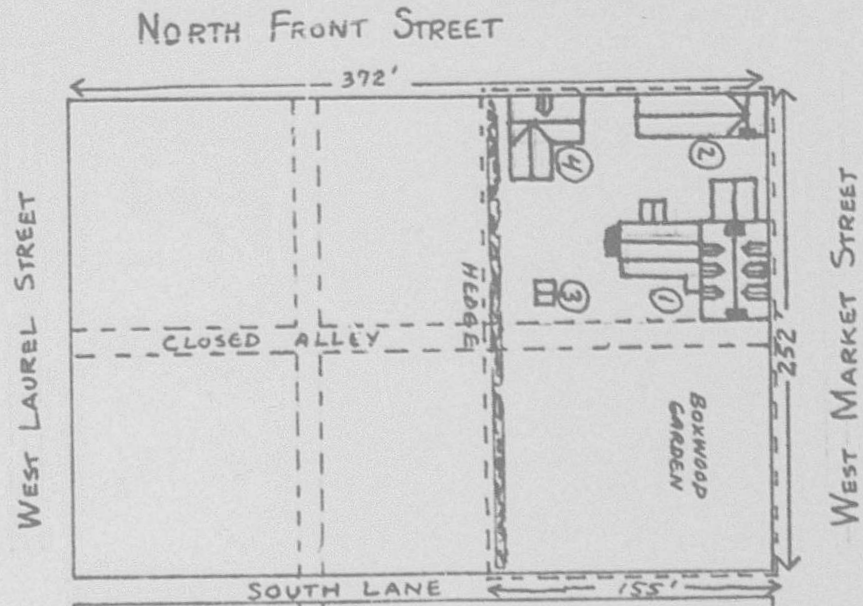 NORTH FRONT STREET
372'
WEST LAUREL STREET
4
2
HEDGE
3
1
CLOSED ALLEY
252
WEST MARKET STREET
BOXWOOD
GARDEN
SOUTH LANE
155'